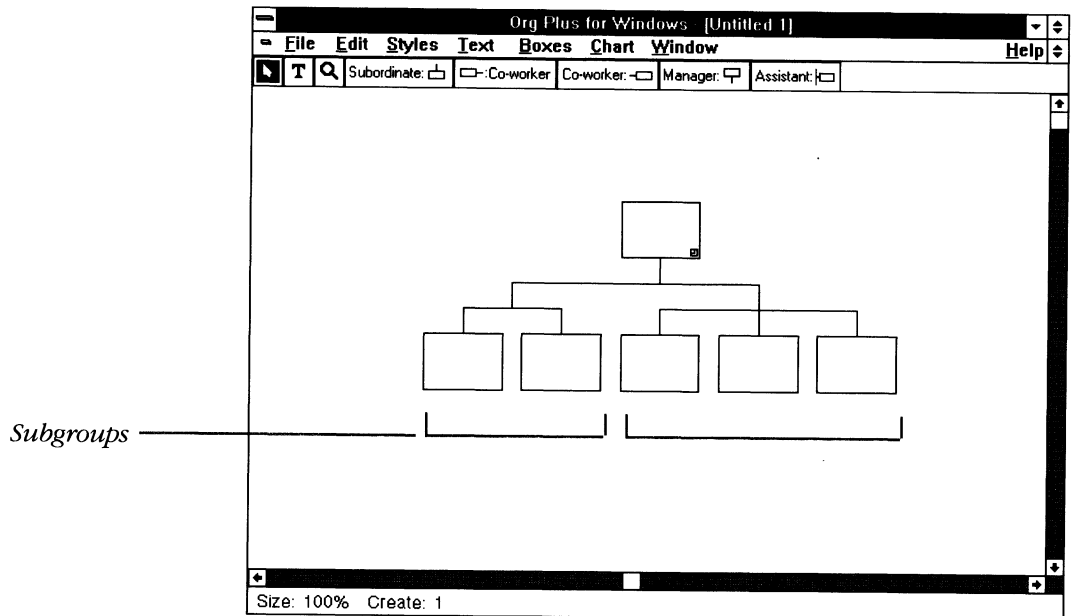 Org Plus for Windows - [Untitled 1]
File Edit Styles Text Boxes Chart Window Help
T Subordinate: :Co-worker Co-worker: Manager: Assistant:
Subgroups
Size: 100% Create: 1